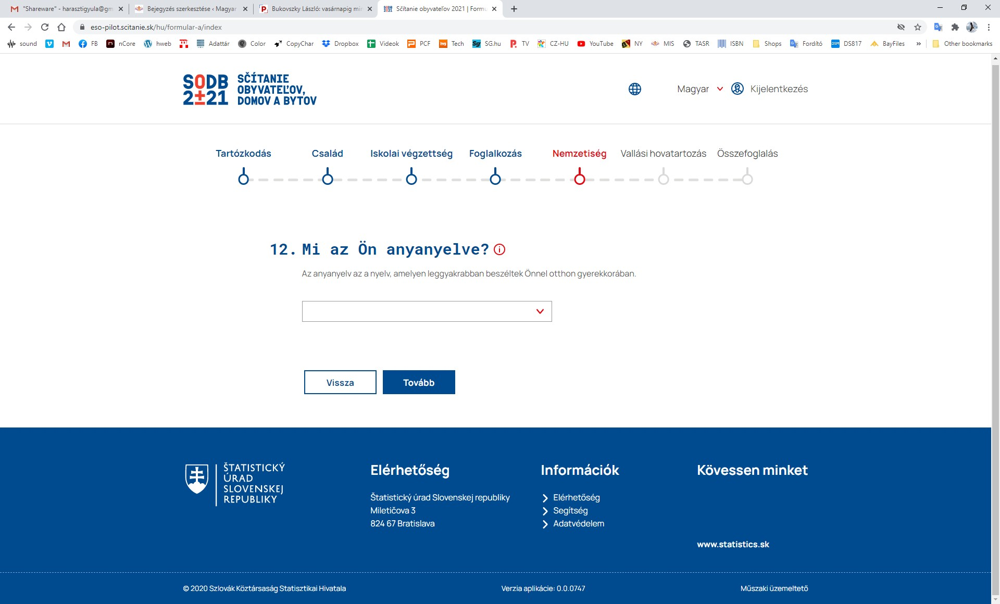 "Shareware" - harasztigyula@gm
Bejegyzés szerkesztése ‹ Magyar
Bukovszky László: vasárnapig min
Sčítanie obyvateľov 2021 | Formu
eso-pilot.scitanie.sk/hu/formular-a/index
sound FB nCore hweb Adattár Color CopyChar Dropbox Videok PCF Tech SG.hu TV CZ-HU YouTube NY MIS TASR ISBN Shops Fordító DS817 BayFiles » Other bookmarks
SODB
2±21
SČÍTANIE
OBYVATEĽOV,
DOMOV A BYTOV
Magyar
Kijelentkezés
Tartózkodás Család Iskolai végzettség Foglalkozás Nemzetiség Vallási hovatartozás Összefoglalás
12. Mi az Ön anyanyelve?
Az anyanyelv az a nyelv, amelyen leggyakrabban beszéltek Önnel otthon gyerekkorában.
Vissza Tovább
ŠTATISTICKÝ
ÚRAD
SLOVENSKEJ
REPUBLIKY
Elérhetőség
Štatistický úrad Slovenskej republiky
Miletičova 3
824 67 Bratislava
Információk
Elérhetőség
Segítség
Adatvédelem
Kövessen minket
www.statistics.sk
© 2020 Szlovák Köztársaság Statisztikai Hivatala
Verzia aplikácie: 0.0.0747
Műszaki üzemeltető